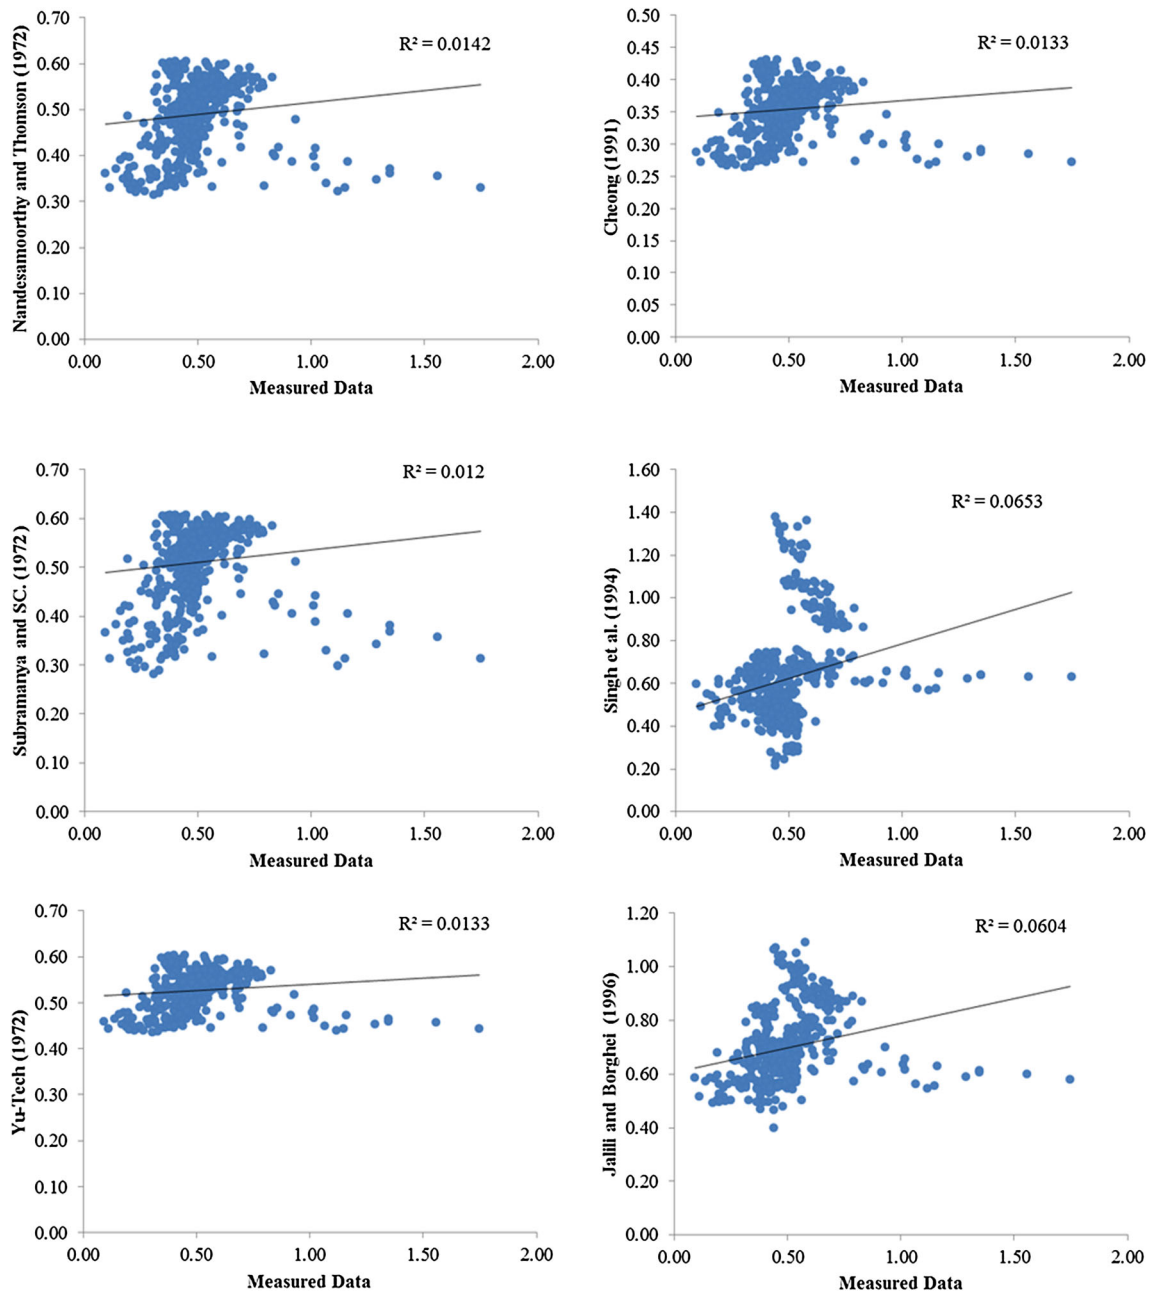 Nandesamoorthy and Thomson (1972)
0.70
0.60
0.50
0.40
0.30
0.20
0.10
0.00
R² = 0.0142
0.00 0.50 1.00 1.50 2.00
Measured Data
Cheong (1991)
0.50
0.45
0.40
0.35
0.30
0.25
0.20
0.15
0.10
0.05
0.00
R² = 0.0133
0.00 0.50 1.00 1.50 2.00
Measured Data
Subramanya and SC. (1972)
0.70
0.60
0.50
0.40
0.30
0.20
0.10
0.00
R² = 0.012
0.00 0.50 1.00 1.50 2.00
Measured Data
Singh et al. (1994)
1.60
1.40
1.20
1.00
0.80
0.60
0.40
0.20
0.00
R² = 0.0653
0.00 0.50 1.00 1.50 2.00
Measured Data
Yu-Tech (1972)
0.70
0.60
0.50
0.40
0.30
0.20
0.10
0.00
R² = 0.0133
0.00 0.50 1.00 1.50 2.00
Measured Data
Jalili and Borghei (1996)
1.20
1.00
0.80
0.60
0.40
0.20
0.00
R² = 0.0604
0.00 0.50 1.00 1.50 2.00
Measured Data